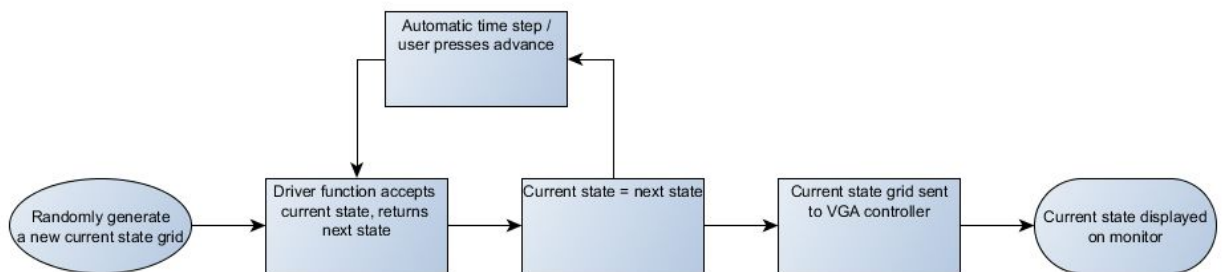 Automatic time step /
user presses advance
Randomly generate
a new current state grid
Driver function accepts
current state, returns
next state
Current state = next state
Current state grid sent
to VGA controller
Current state displayed
on monitor